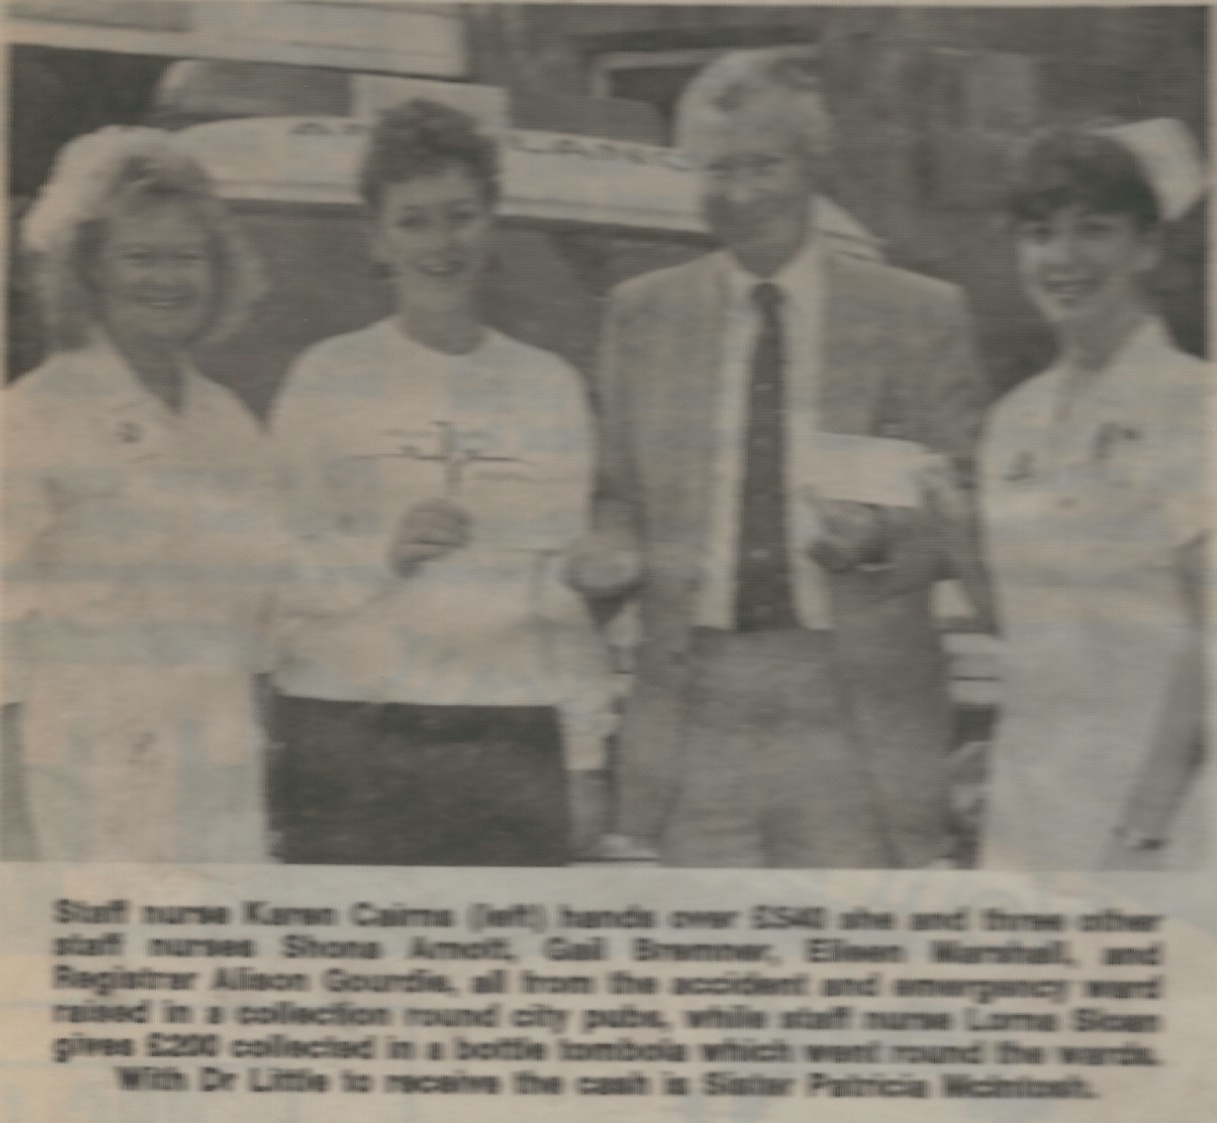 Staff nurse Karen Cairns (left) hands over £540 she and three other
staff nurses Shona Arnott, Gail Bremner, Eileen Marshall, and
Registrar Alison Gourdie, all from the accident and emergency ward
raised in a collection round city pubs, while staff nurse Lorna Sloan
gives £200 collected in a bottle tombola which went round the wards.
With Dr Little to receive the cash is Sister Patricia McIntosh.